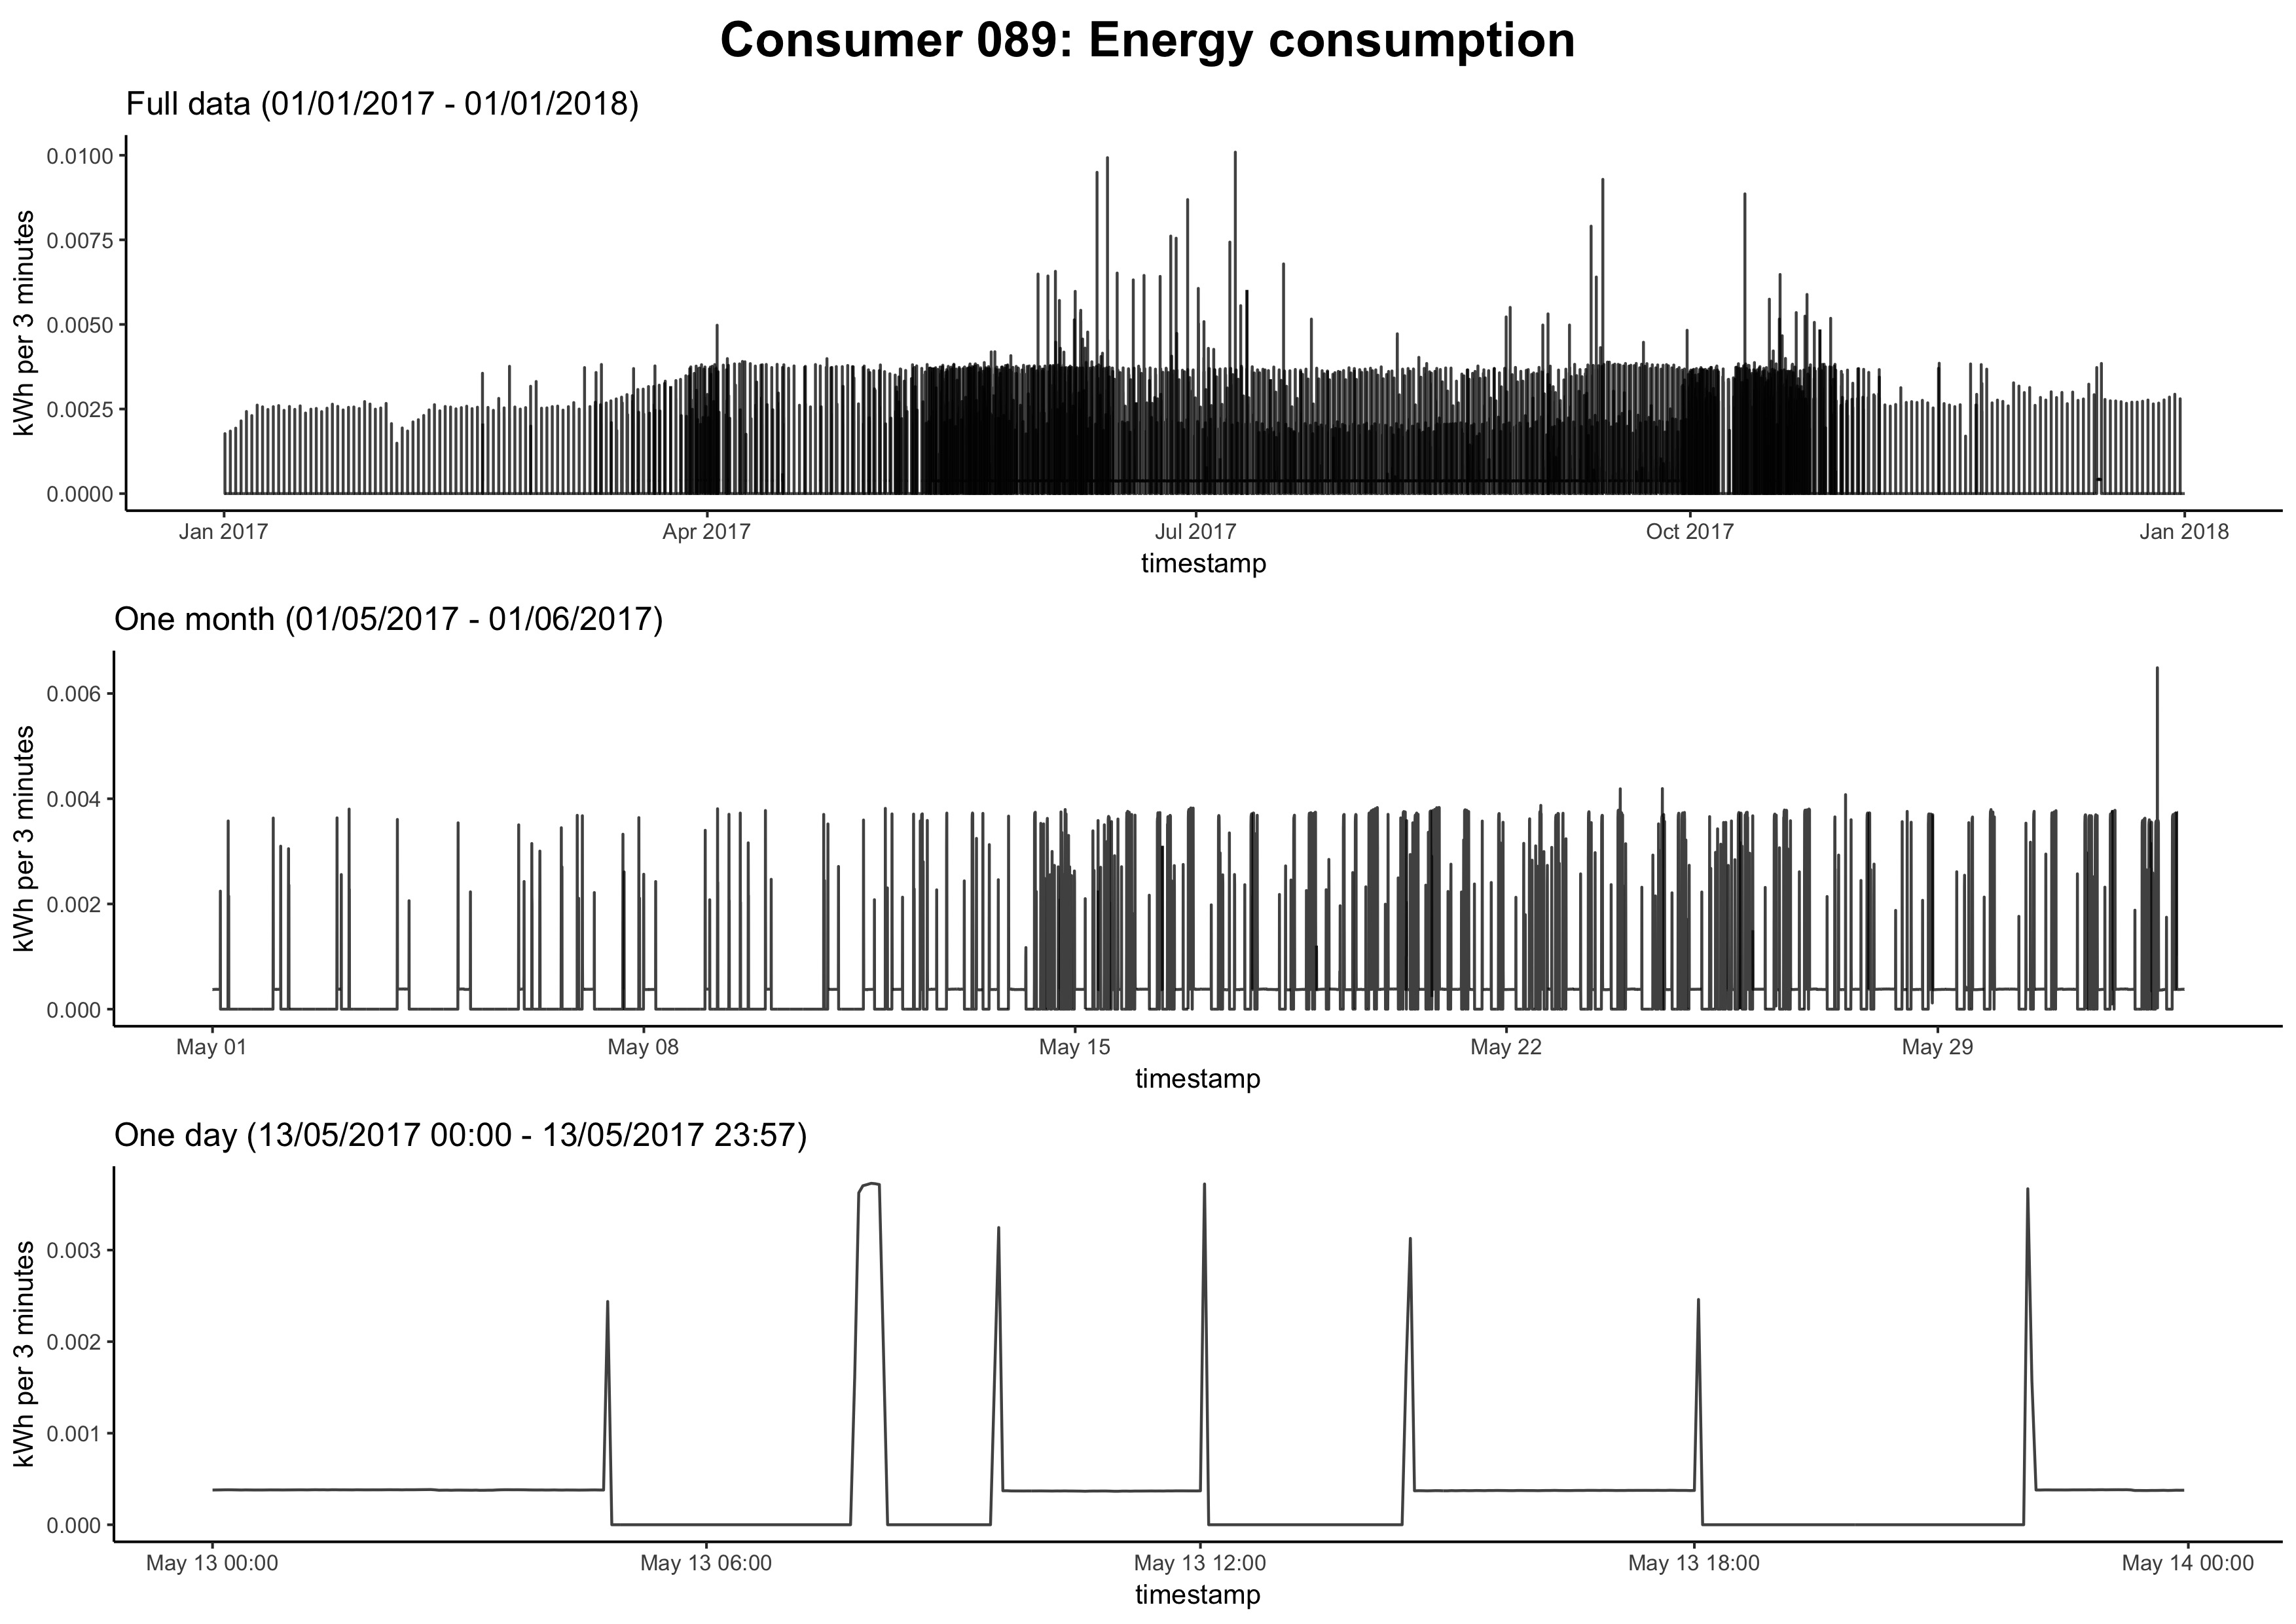 Consumer 089: Energy consumption
Full data (01/01/2017 - 01/01/2018)
kWh per 3 minutes
0.0100
0.0075
0.0050
0.0025
0.0000
Jan 2017 Apr 2017 Jul 2017 Oct 2017 Jan 2018
timestamp
One month (01/05/2017 - 01/06/2017)
kWh per 3 minutes
0.006
0.004
0.002
0.000
May 01 May 08 May 15 May 22 May 29
timestamp
One day (13/05/2017 00:00 - 13/05/2017 23:57)
kWh per 3 minutes
0.003
0.002
0.001
0.000
May 13 00:00 May 13 06:00 May 13 12:00 May 13 18:00 May 14 00:00
timestamp